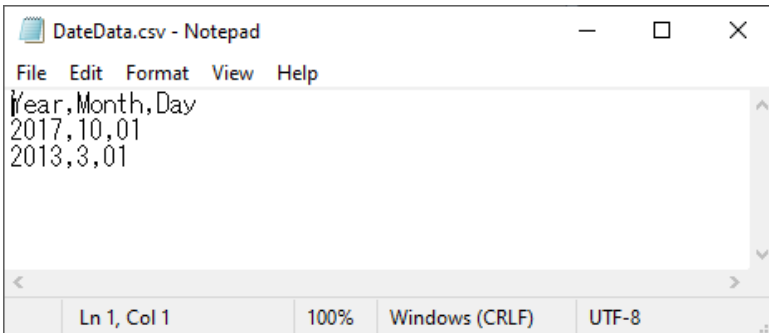 DateData.csv - Notepad
File Edit Format View Help
Year,Month,Day
2017,10,01
2013,3,01
Ln 1, Col 1 100% Windows (CRLF) UTF-8